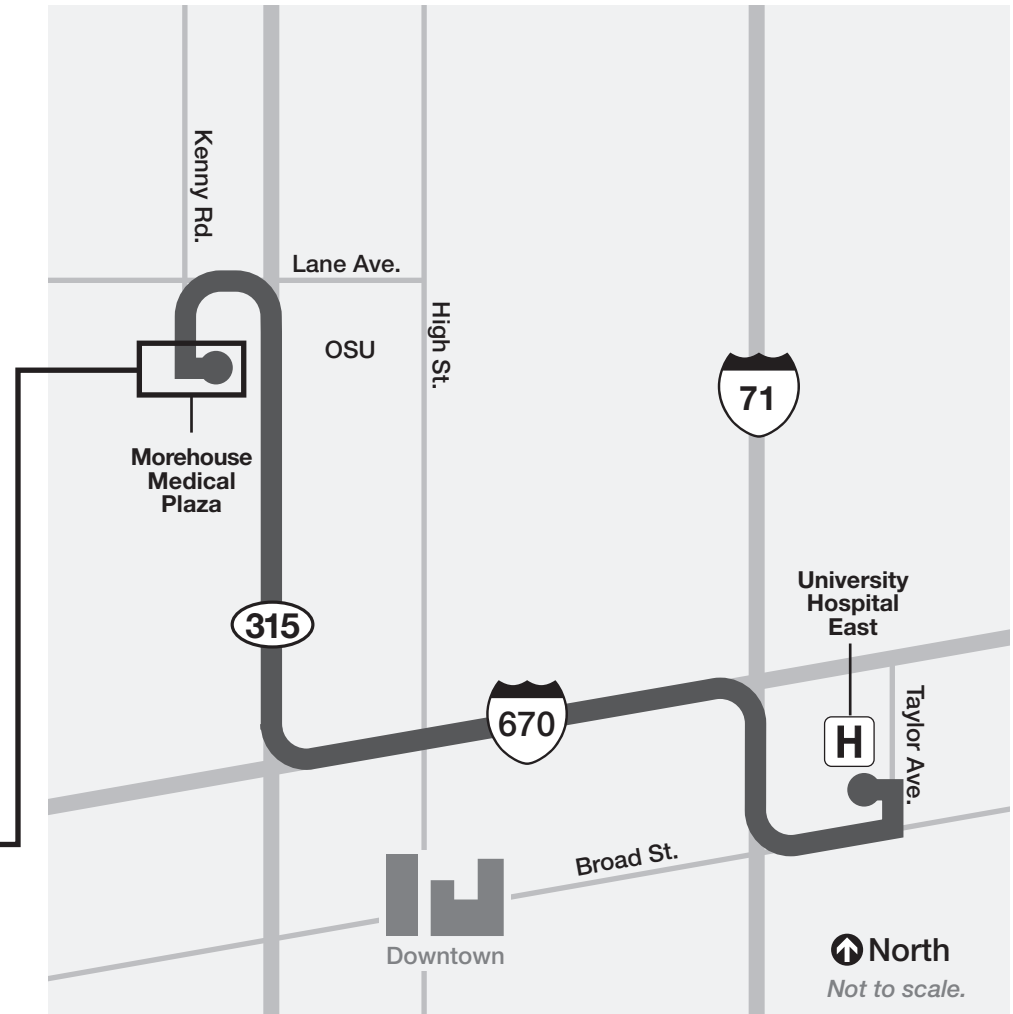 Kenny Rd.
Lane Ave.
High St.
OSU
71
Morehouse
Medical
Plaza
University
Hospital
East
315
Taylor Ave.
670
H
Broad St.
Downtown
North
Not to scale.